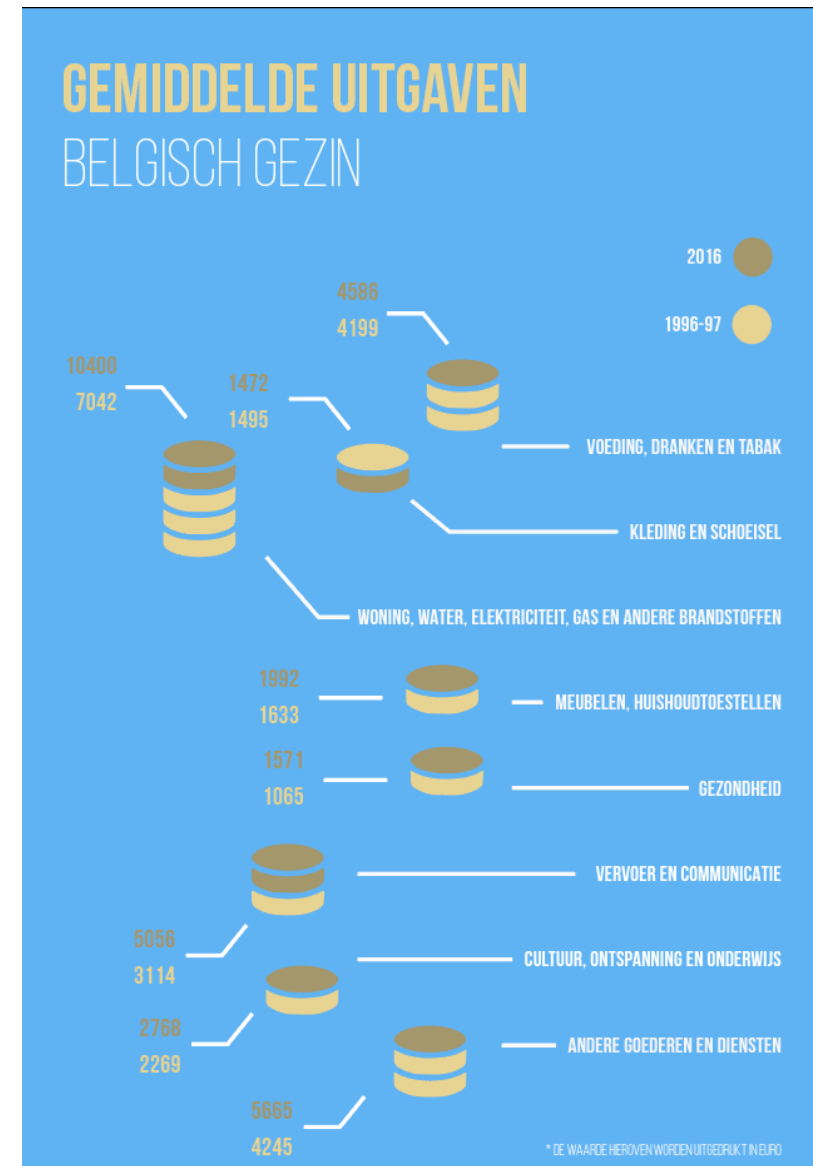 GEMIDDELDE UITGAVEN
BELGISCH GEZIN
2016
1996-97
4586
4199
10400
7042
1472
1495
VOEDING, DRANKEN EN TABAK
KLEDING EN SCHOEISEL
WONING, WATER, ELEKTRICITEIT, GAS EN ANDERE BRANDSTOFFEN
1992
1633
MEUBELEN, HUISHOUDTOESTELLEN
1571
1065
GEZONDHEID
VERVOER EN COMMUNICATIE
5056
3114
CULTUUR, ONTSPANNING EN ONDERWIJS
2768
2269
ANDERE GOEDEREN EN DIENSTEN
5665
4245
* DE WAARDE HIEROVEN WORDEN UITGEDRUKT IN EURO